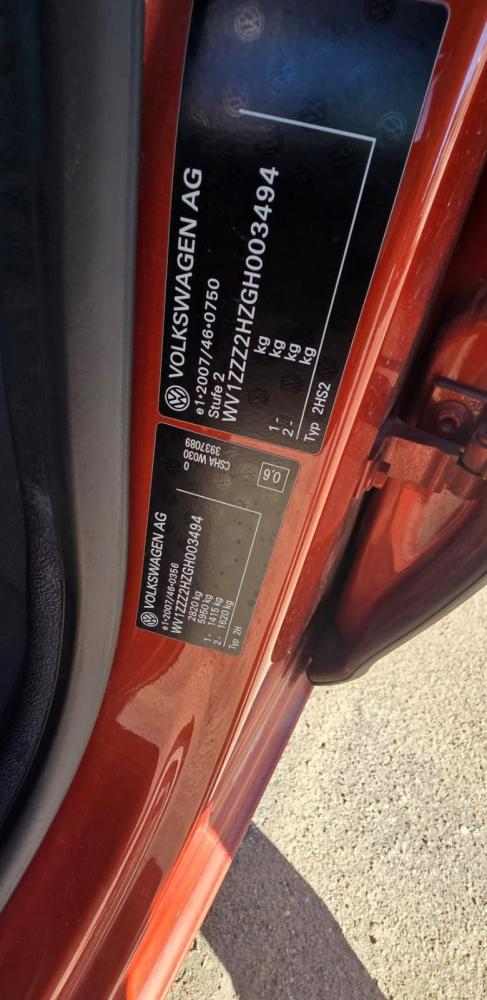 VOLKSWAGEN AG
e1*2007/46*0750
Stufe 2
WV1ZZZ2HZGH003494
kg
kg
1- kg
2- kg
Typ 2HS2
VOLKSWAGEN AG
e1*2007/46*0356
WV1ZZZ2HZGH003494
2820 kg
5950 kg
1- 1415 kg
2- 1620 kg
Typ 2H
0
CSHA W030
3937089
0,6